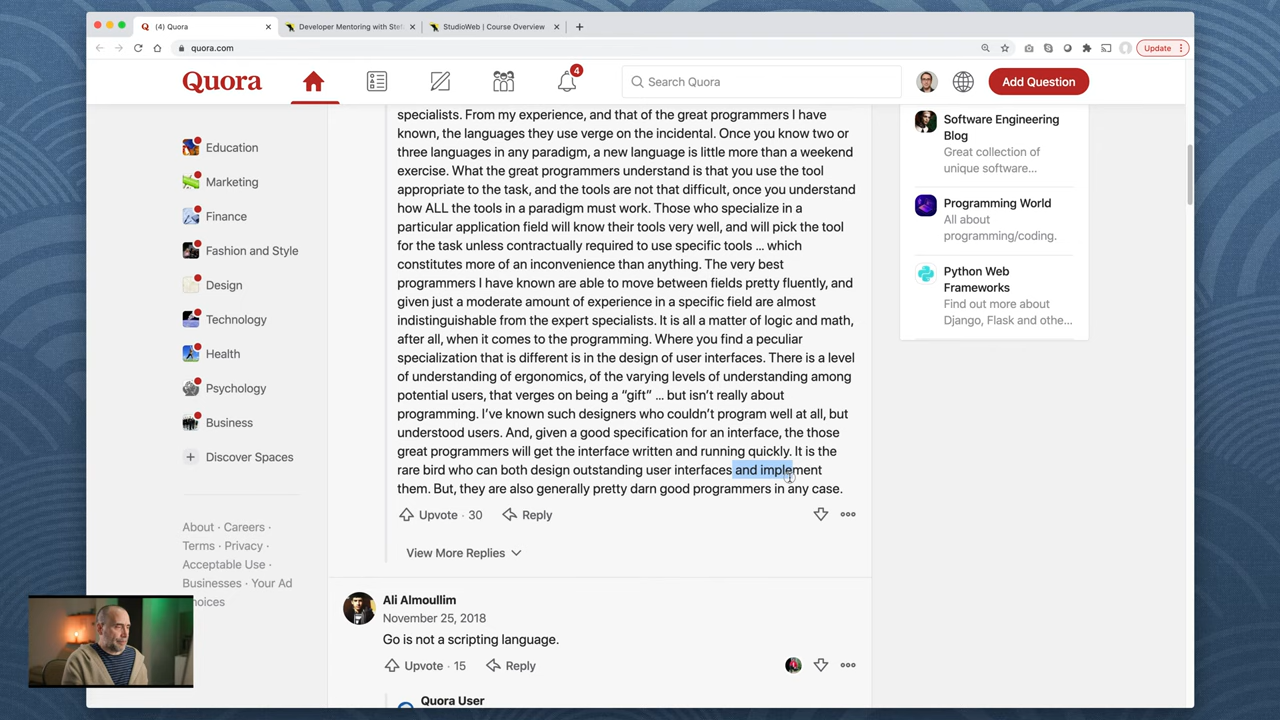 (4) Quora
Developer Mentoring with Stef
StudioWeb | Course Overview
quora.com
Update
Quora
4
Search Quora
Add Question
Education
Marketing
Finance
Fashion and Style
Design
Technology
Health
Psychology
Business
Discover Spaces
About · Careers ·
Terms · Privacy ·
Acceptable Use ·
Businesses · Your Ad
hoices
specialists. From my experience, and that of the great programmers I have
known, the languages they use verge on the incidental. Once you know two or
three languages in any paradigm, a new language is little more than a weekend
exercise. What the great programmers understand is that you use the tool
appropriate to the task, and the tools are not that difficult, once you understand
how ALL the tools in a paradigm must work. Those who specialize in a
particular application field will know their tools very well, and will pick the tool
for the task unless contractually required to use specific tools … which
constitutes more of an inconvenience than anything. The very best
programmers I have known are able to move between fields pretty fluently, and
given just a moderate amount of experience in a specific field are almost
indistinguishable from the expert specialists. It is all a matter of logic and math,
after all, when it comes to the programming. Where you find a peculiar
specialization that is different is in the design of user interfaces. There is a level
of understanding of ergonomics, of the varying levels of understanding among
potential users, that verges on being a “gift” … but isn’t really about
programming. I’ve known such designers who couldn’t program well at all, but
understood users. And, given a good specification for an interface, the those
great programmers will get the interface written and running quickly. It is the
rare bird who can both design outstanding user interfaces and implement
them. But, they are also generally pretty darn good programmers in any case.
Upvote · 30
Reply
View More Replies
Ali Almoullim
November 25, 2018
Go is not a scripting language.
Upvote · 15
Reply
Quora User
Software Engineering
Blog
Great collection of
unique software...
Programming World
All about
programming/coding.
Python Web
Frameworks
Find out more about
Django, Flask and othe...